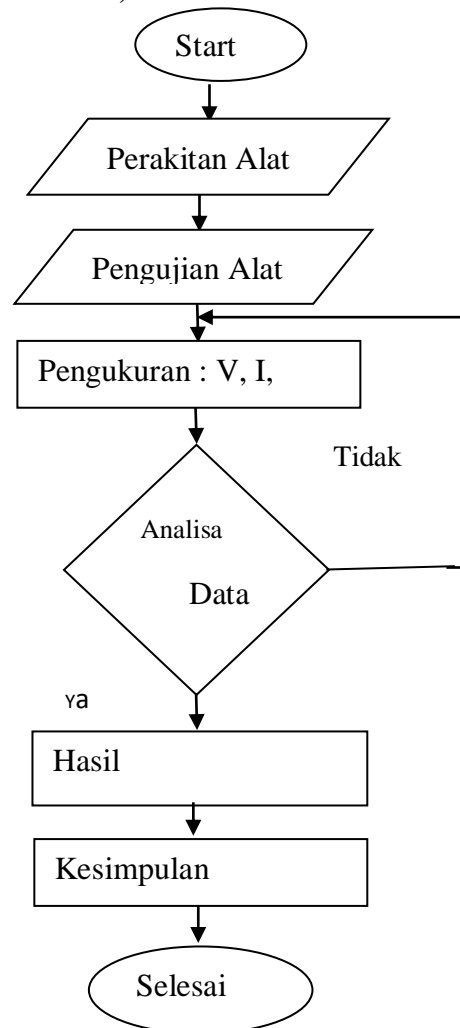 Start
Perakitan Alat
Pengujian Alat
Pengukuran : V, I,
Tidak
Analisa
Data
Ya
Hasil
Kesimpulan
Selesai